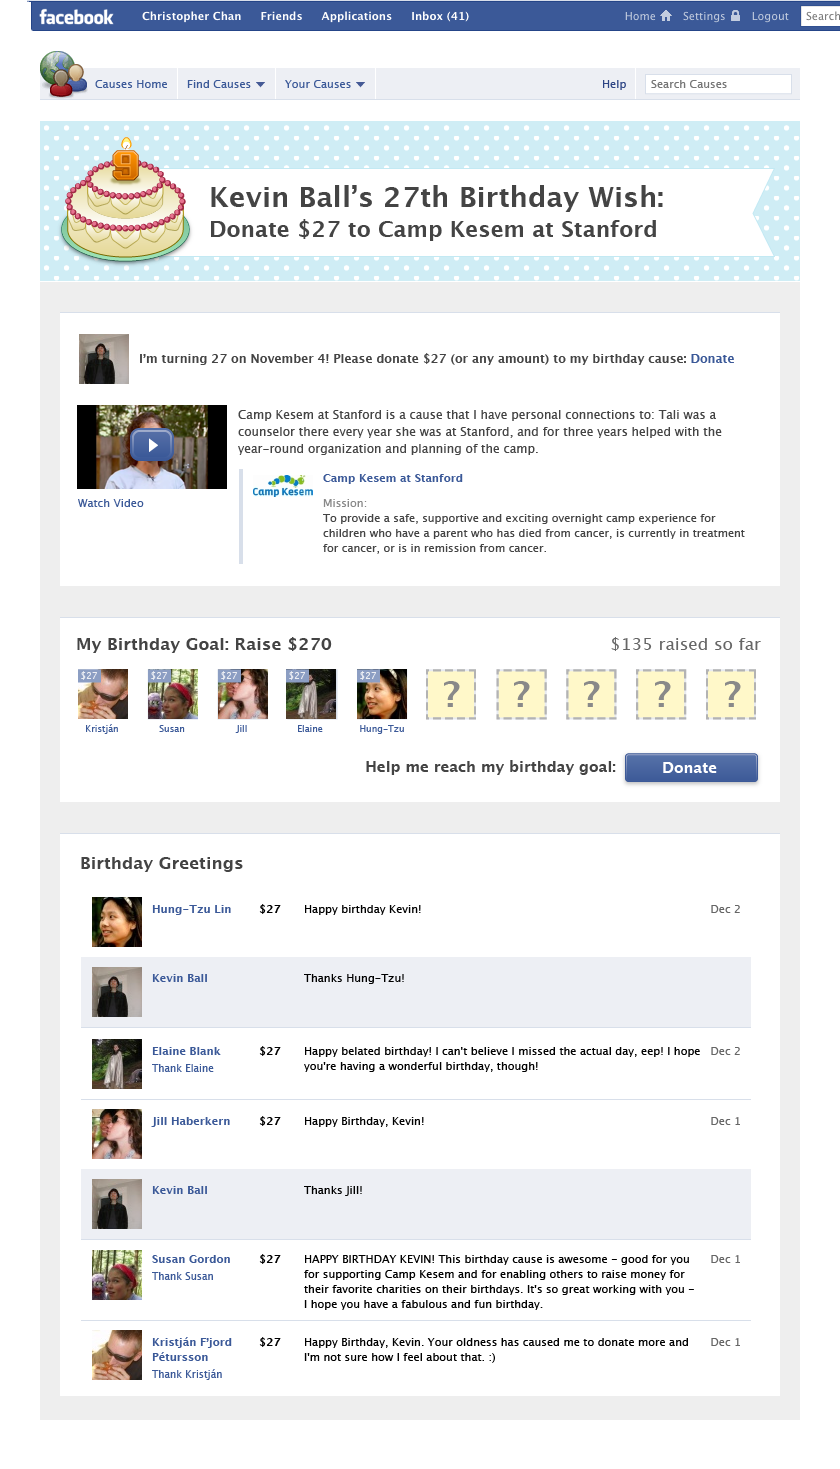 facebook Christopher Chan Friends Applications Inbox (41) Home Settings Logout Search
Causes Home Find Causes Your Causes Help Search Causes
9
Kevin Ball’s 27th Birthday Wish:
Donate $27 to Camp Kesem at Stanford
I’m turning 27 on November 4! Please donate $27 (or any amount) to my birthday cause: Donate
Camp Kesem at Stanford is a cause that I have personal connections to: Tali was a
counselor there every year she was at Stanford, and for three years helped with the
year-round organization and planning of the camp.
Watch Video
Camp Kesem
Camp Kesem at Stanford
Mission:
To provide a safe, supportive and exciting overnight camp experience for
children who have a parent who has died from cancer, is currently in treatment
for cancer, or is in remission from cancer.
My Birthday Goal: Raise $270 $135 raised so far
$27 $27 $27 $27 $27 ? ? ? ? ?
Kristján Susan Jill Elaine Hung-Tzu
Help me reach my birthday goal: Donate
Birthday Greetings
Hung-Tzu Lin $27 Happy birthday Kevin! Dec 2
Kevin Ball Thanks Hung-Tzu!
Elaine Blank $27 Happy belated birthday! I can't believe I missed the actual day, eep! I hope Dec 2
Thank Elaine you're having a wonderful birthday, though!
Jill Haberkern $27 Happy Birthday, Kevin! Dec 1
Kevin Ball Thanks Jill!
Susan Gordon $27 HAPPY BIRTHDAY KEVIN! This birthday cause is awesome - good for you Dec 1
Thank Susan for supporting Camp Kesem and for enabling others to raise money for
their favorite charities on their birthdays. It's so great working with you -
I hope you have a fabulous and fun birthday.
Kristján F'jord $27 Happy Birthday, Kevin. Your oldness has caused me to donate more and Dec 1
Pétursson I'm not sure how I feel about that. :)
Thank Kristján